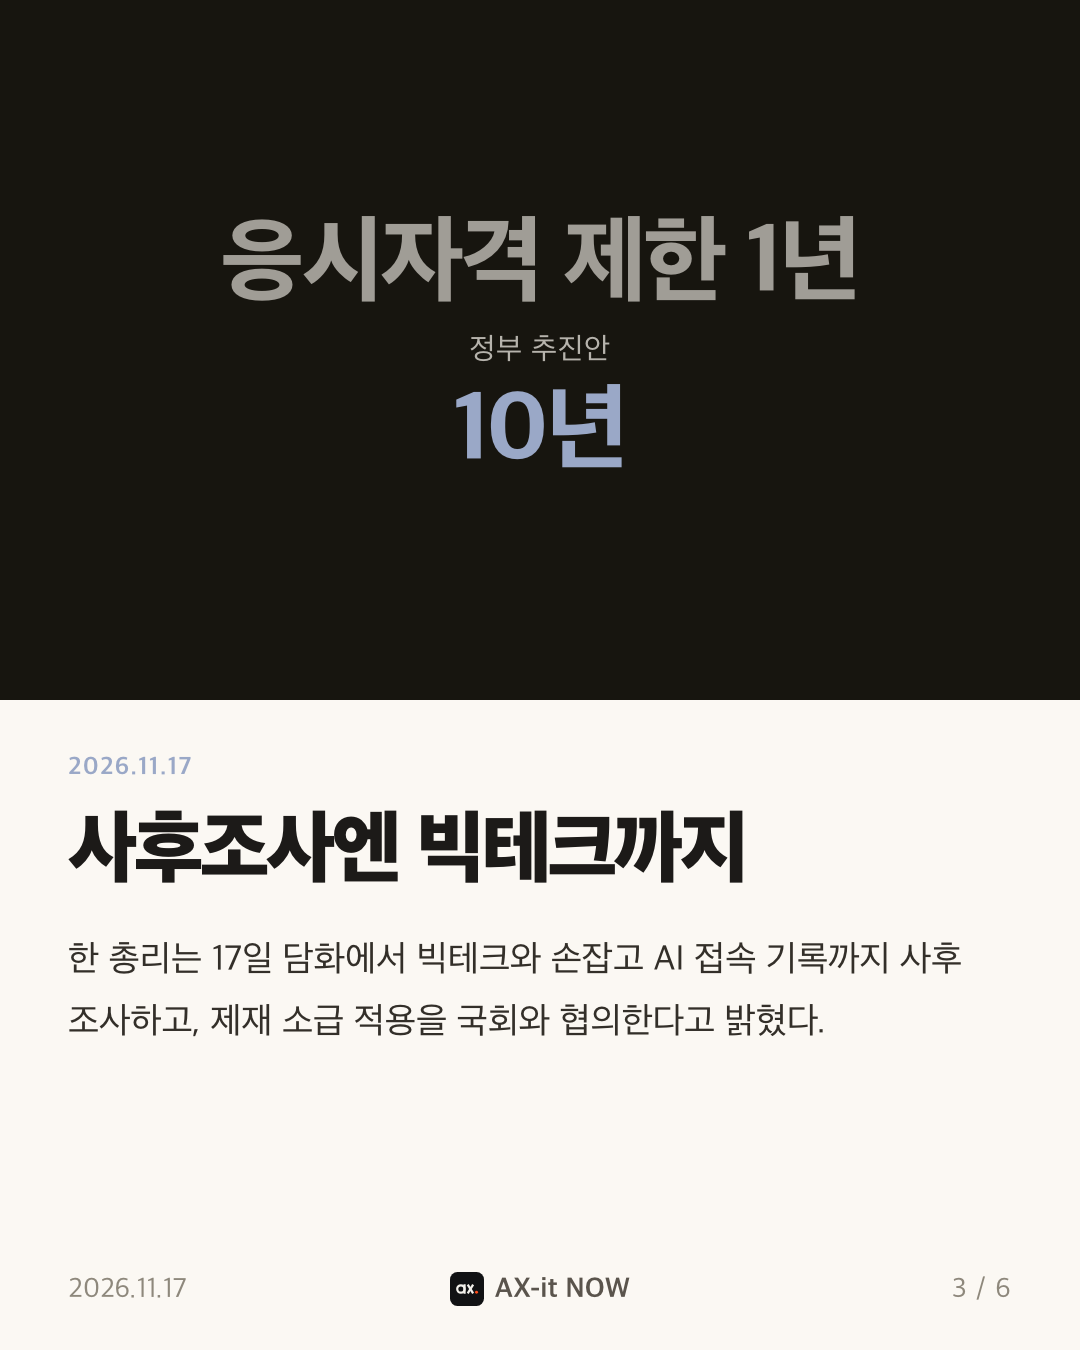 응시자격 제한 1년
정부 추진안
10년
2026.11.17
사후조사엔 빅테크까지
한 총리는 17일 담화에서 빅테크와 손잡고 AI 접속 기록까지 사후
조사하고, 제재 소급 적용을 국회와 협의한다고 밝혔다.
2026.11.17
ax. AX-it NOW
3 / 6